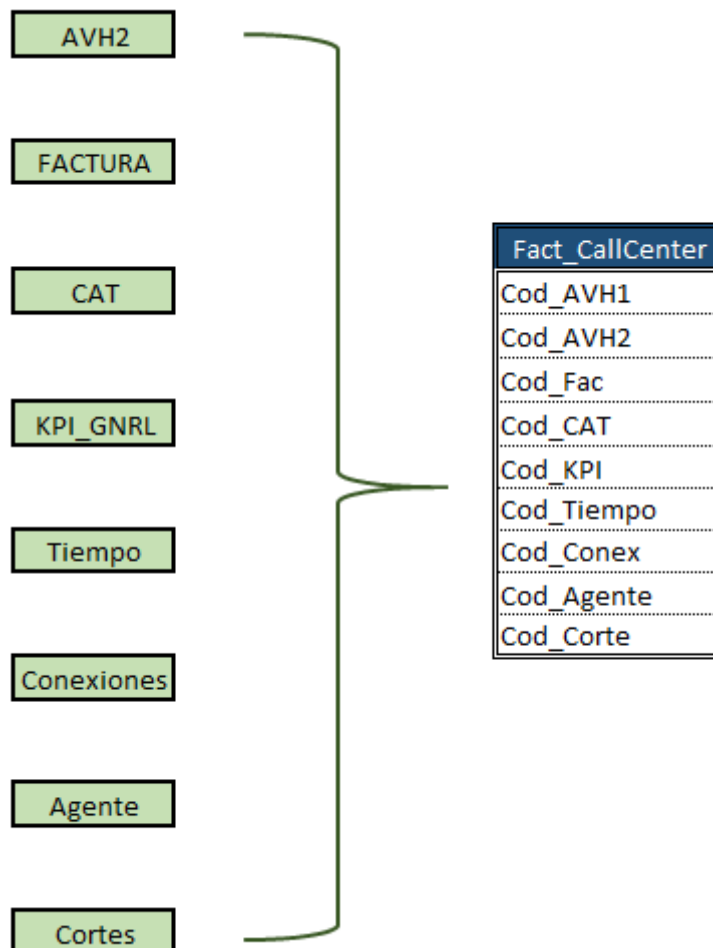 AVH2
FACTURA
CAT
KPI_GNRL
Tiempo
Conexiones
Agente
Cortes
Fact_CallCenter
Cod_AVH1
Cod_AVH2
Cod_Fac
Cod_CAT
Cod_KPI
Cod_Tiempo
Cod_Conex
Cod_Agente
Cod_Corte